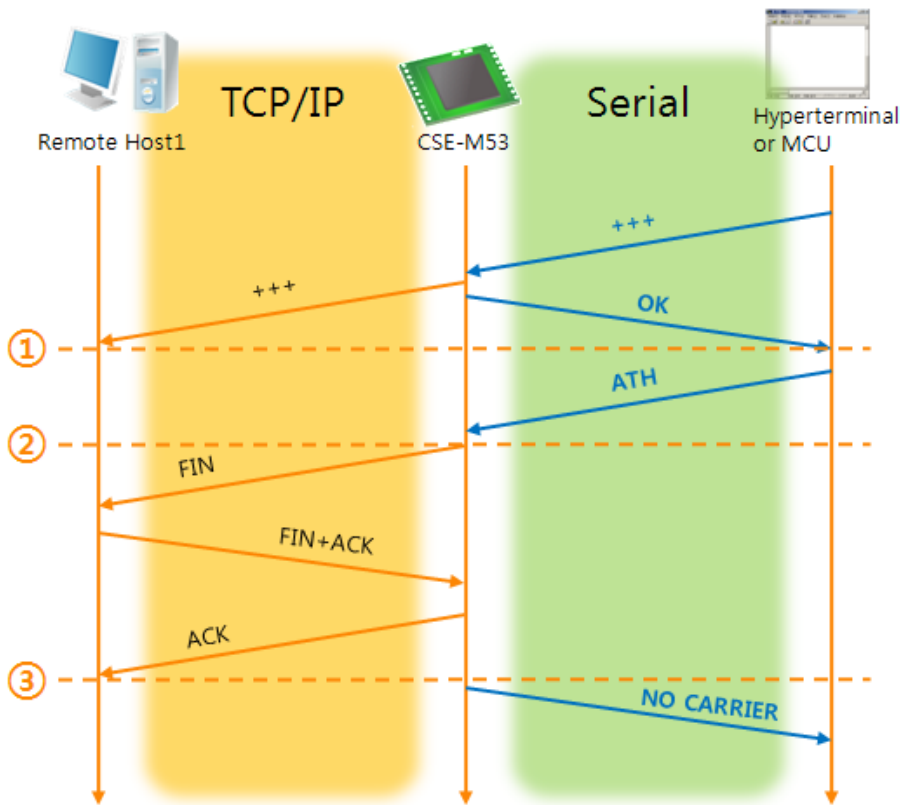 TCP/IP
Serial
Remote Host1
CSE-M53
Hyperterminal
or MCU
+++
+++
OK
①
ATH
②
FIN
FIN+ACK
ACK
③
NO CARRIER